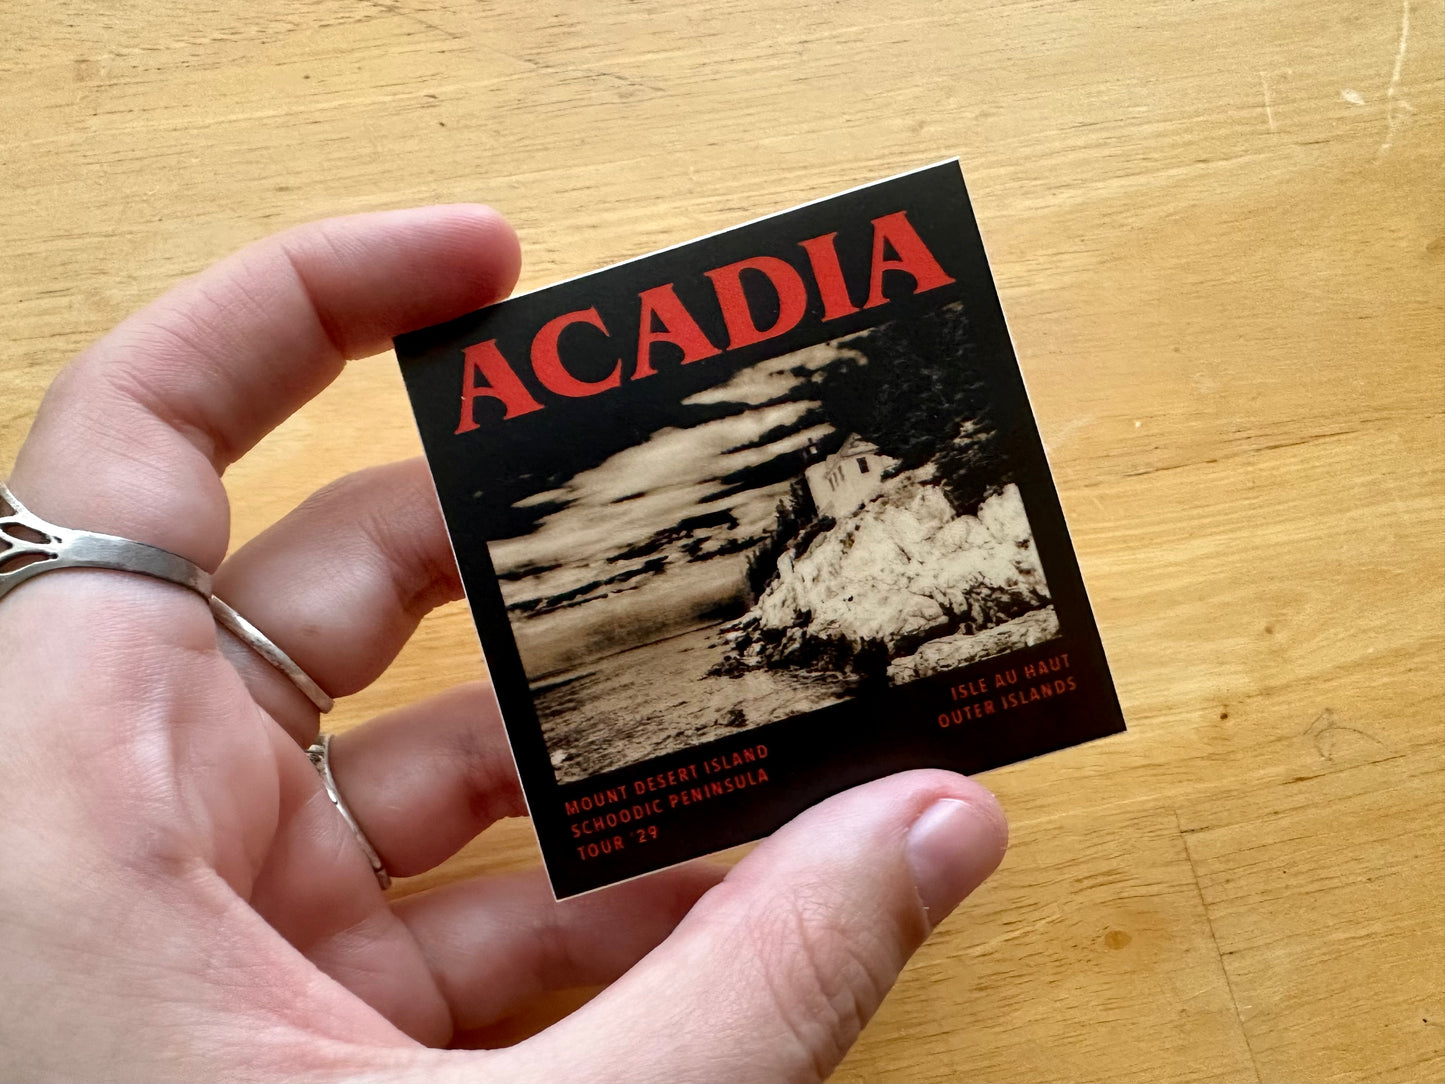 ACADIA
MOUNT DESERT ISLAND
SCHOODIC PENINSULA
TOUR '29
ISLE AU HAUT
OUTER ISLANDS